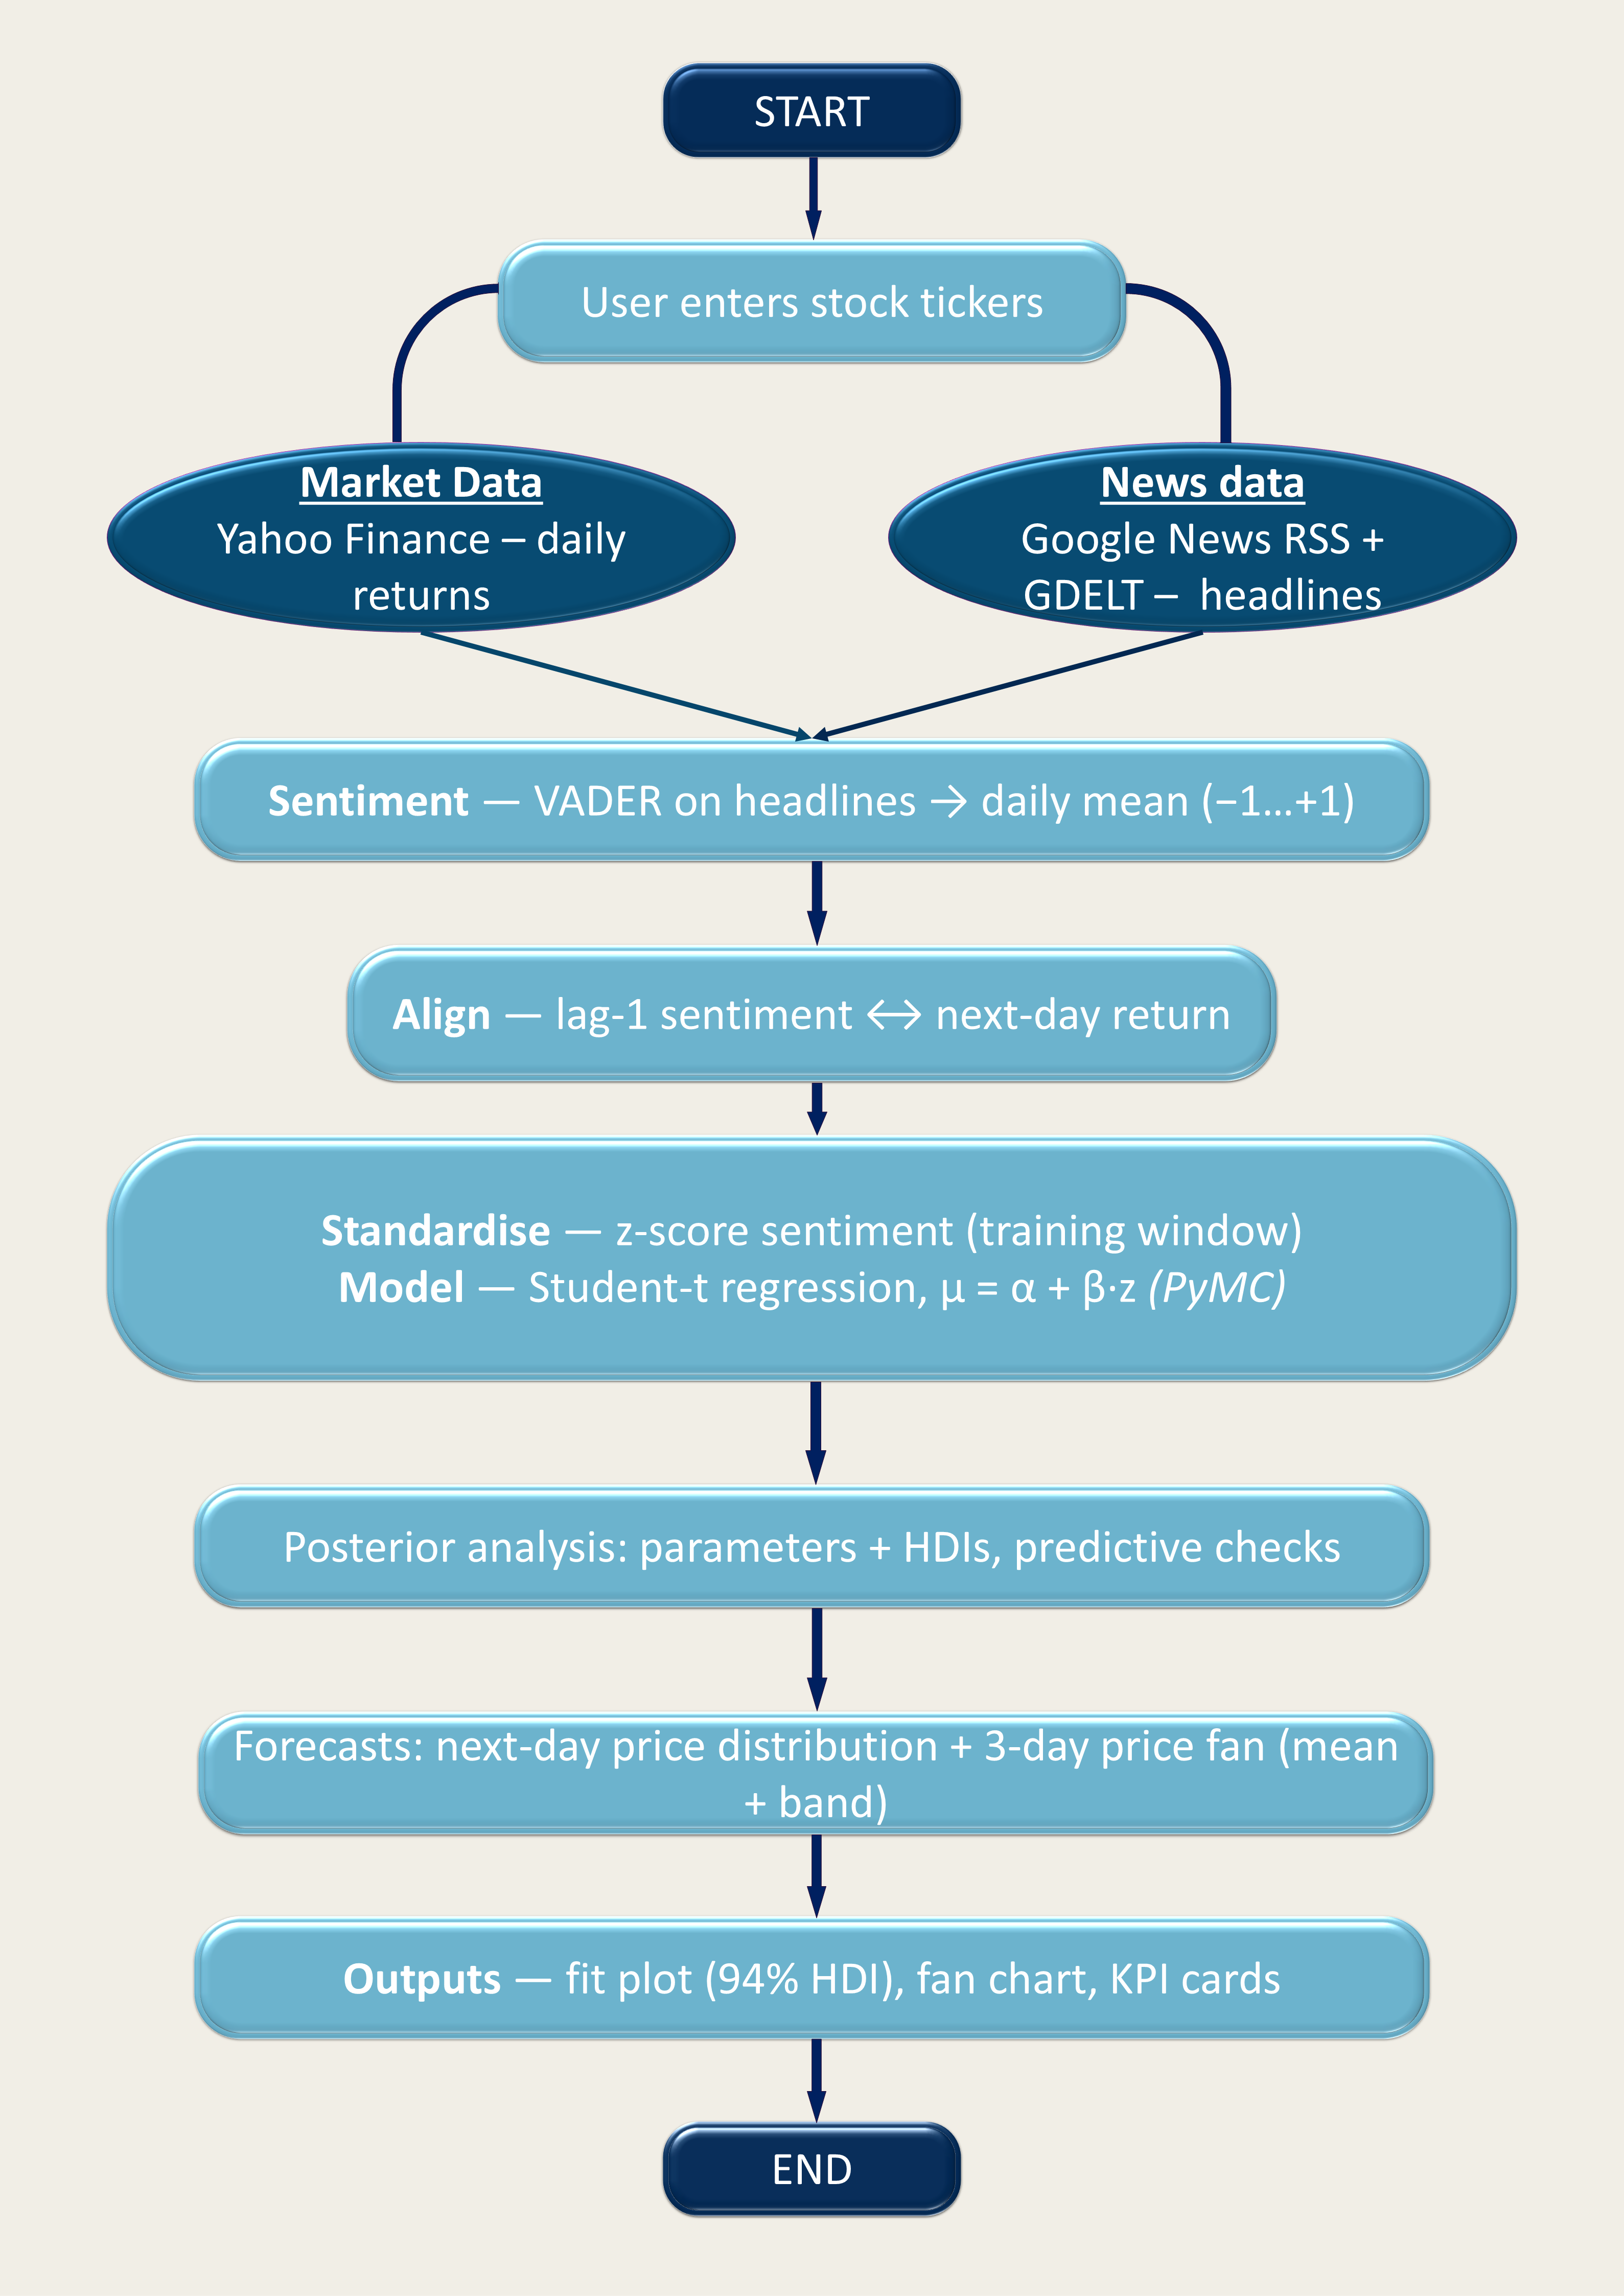 START
User enters stock tickers
Market Data
Yahoo Finance – daily
returns
News data
Google News RSS +
GDELT – headlines
Sentiment — VADER on headlines → daily mean (−1…+1)
Align — lag-1 sentiment ↔ next-day return
Standardise — z-score sentiment (training window)
Model — Student-t regression, μ = α + β·z (PyMC)
Posterior analysis: parameters + HDIs, predictive checks
Forecasts: next-day price distribution + 3-day price fan (mean
+ band)
Outputs — fit plot (94% HDI), fan chart, KPI cards
END